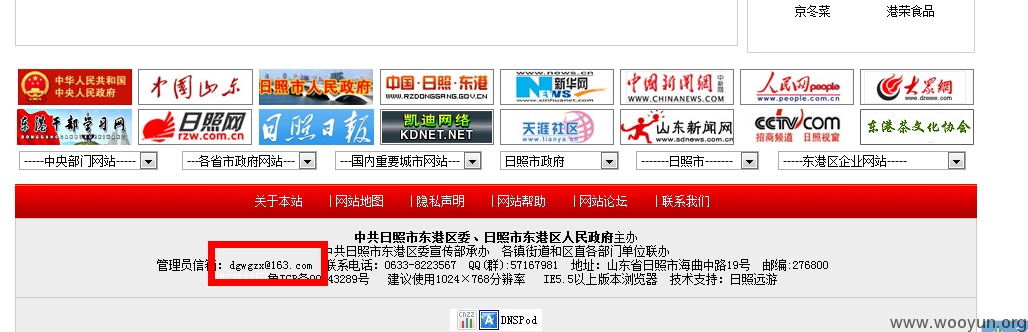 京冬菜 港荣食品
中华人民共和国 中国山东 日照市人民政府 中国·日照·东港 www.NEWS.cn 新华网 中国新闻网 中新网 人民网 people 大众网
中央人民政府 WWW.RZDONGGANG.GOV.CN www.xinhuanet.com WWW.CHINANEWS.COM www.people.com.cn www.dzwww.com
东港干部学习网 日照网 日照日报 凯迪网络 天涯社区 山东新闻网 CCTV.com 东港茶文化协会
rzw.com.cn KDNET.NET www.tianya.cn www.sdnews.com.cn 招商频道 日照视窗
-----中央部门网站----- ---各省市政府网站--- ---国内重要城市网站--- 日照市政府 -------日照市------- -----东港区企业网站-----
关于本站 | 网站地图 | 隐私声明 | 网站帮助 | 网站论坛 | 联系我们
中共日照市东港区委、日照市东港区人民政府主办
中共日照市东港区委宣传部承办 各镇街道和区直各部门单位联办
管理员信箱: dgwgzx@163.com 联系电话: 0633-8223567 QQ(群):57167981 地址: 山东省日照市海曲中路19号 邮编:276800
43289号 建议使用1024×768分辨率 IE5.5以上版本浏览器 技术支持: 日照远游
CNZZ DNSPod
www.wooyun.org